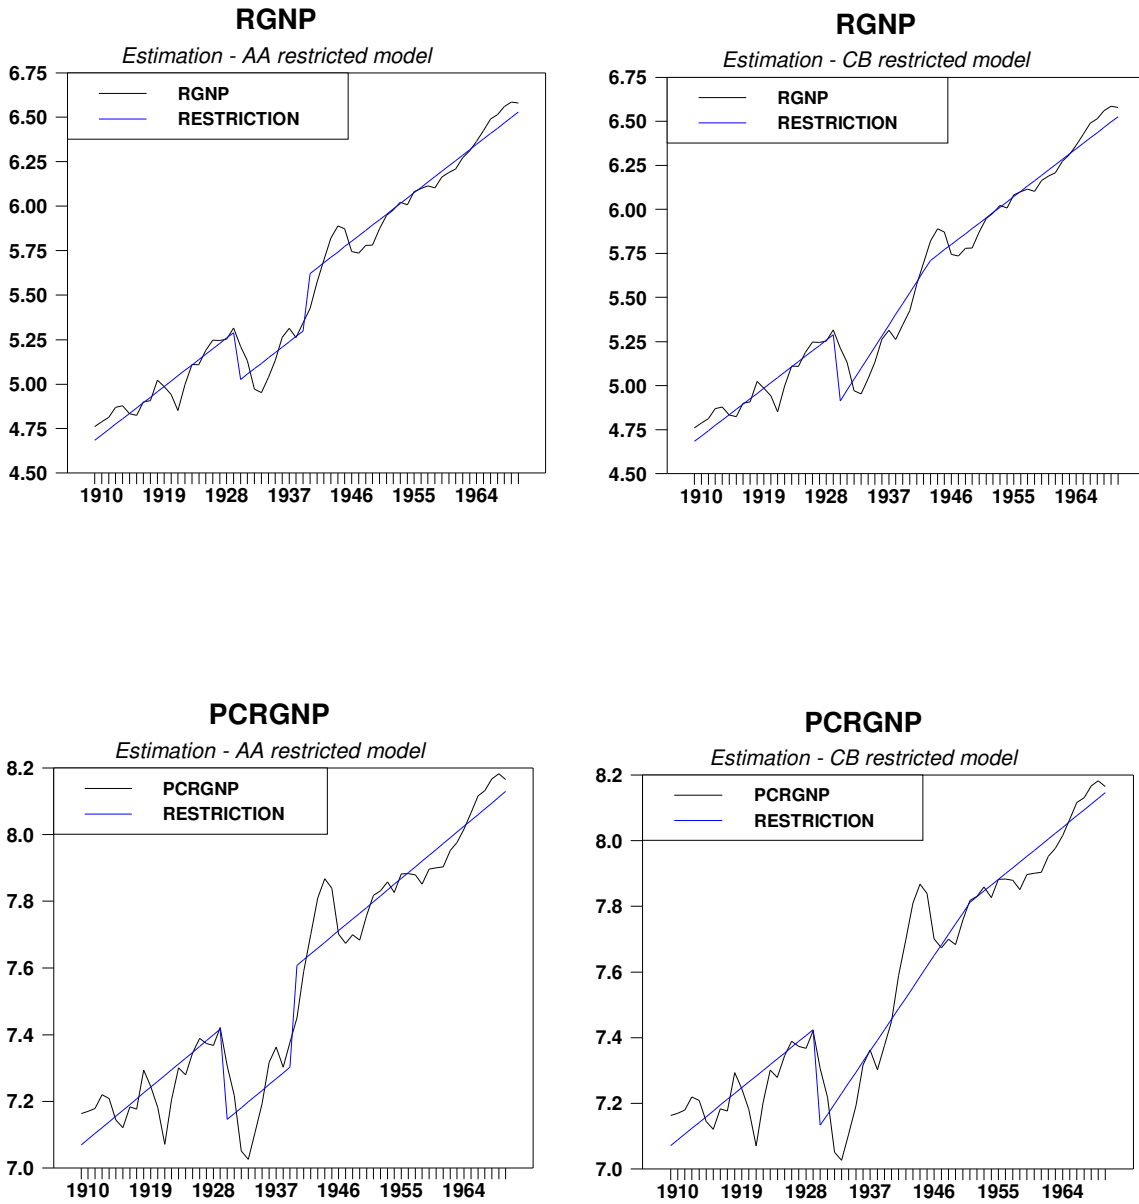 RGNP
Estimation - AA restricted model
6.75
RGNP
RESTRICTION
6.50
6.25
6.00
5.75
5.50
5.25
5.00
4.75
4.50
1910 1919 1928 1937 1946 1955 1964
RGNP
Estimation - CB restricted model
6.75
RGNP
RESTRICTION
6.50
6.25
6.00
5.75
5.50
5.25
5.00
4.75
4.50
1910 1919 1928 1937 1946 1955 1964
PCRGNP
Estimation - AA restricted model
8.2
PCRGNP
RESTRICTION
8.0
7.8
7.6
7.4
7.2
7.0
1910 1919 1928 1937 1946 1955 1964
PCRGNP
Estimation - CB restricted model
8.2
PCRGNP
RESTRICTION
8.0
7.8
7.6
7.4
7.2
7.0
1910 1919 1928 1937 1946 1955 1964